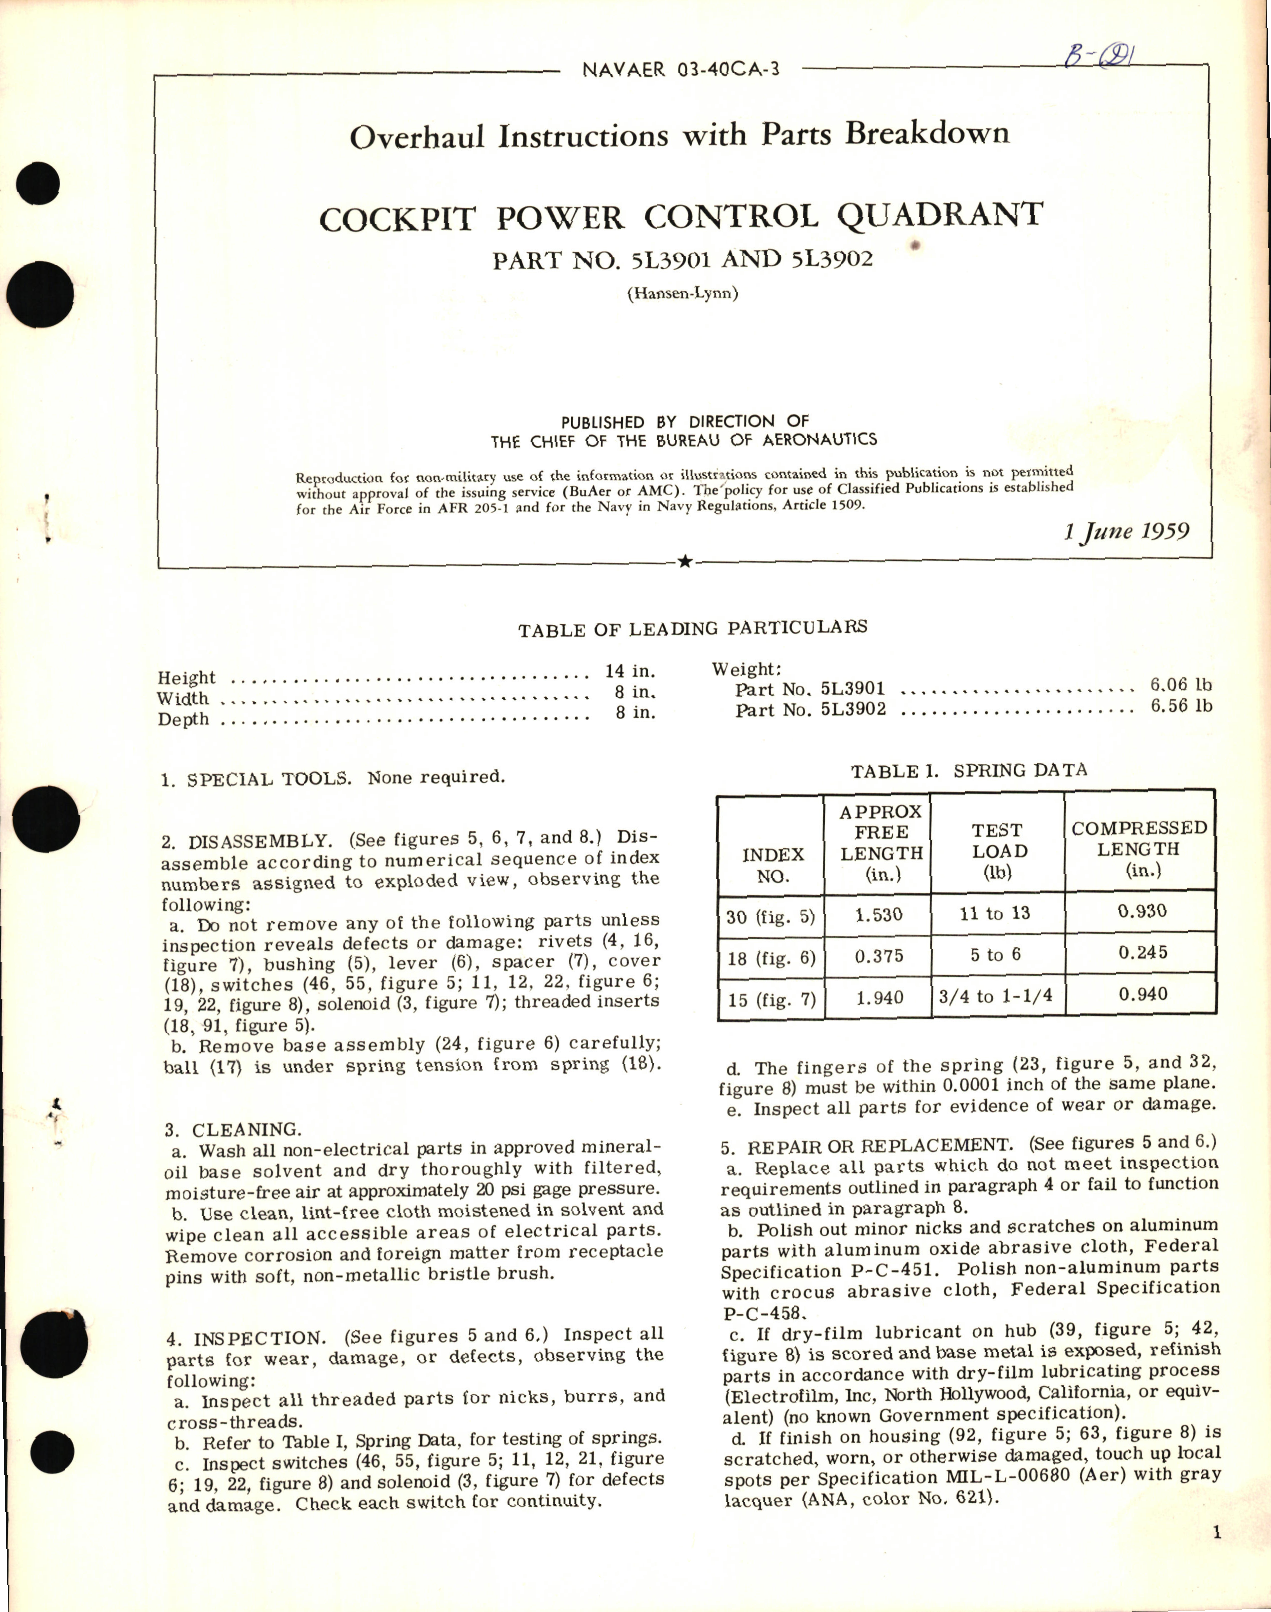 B-(D)
NAVAER 03-40CA-3
Overhaul Instructions with Parts Breakdown
COCKPIT POWER CONTROL QUADRANT
PART NO. 5L3901 AND 5L3902
(Hansen-Lynn)
PUBLISHED BY DIRECTION OF
THE CHIEF OF THE BUREAU OF AERONAUTICS
Reproduction for non-military use of the information or illustrations contained in this publication is not permitted
without approval of the issuing service (BuAer or AMC). The policy for use of Classified Publications is established
for the Air Force in AFR 205-1 and for the Navy in Navy Regulations, Article 1509.
1 June 1959
TABLE OF LEADING PARTICULARS
Height .................................... 14 in.
Width .................................... 8 in.
Depth .................................... 8 in.
Weight:
Part No. 5L3901 ....................... 6.06 lb
Part No. 5L3902 ....................... 6.56 lb
1. SPECIAL TOOLS. None required.
2. DISASSEMBLY. (See figures 5, 6, 7, and 8.) Dis-
assemble according to numerical sequence of index
numbers assigned to exploded view, observing the
following:
a. Do not remove any of the following parts unless
inspection reveals defects or damage: rivets (4, 16,
figure 7), bushing (5), lever (6), spacer (7), cover
(18), switches (46, 55, figure 5; 11, 12, 22, figure 6;
19, 22, figure 8), solenoid (3, figure 7); threaded inserts
(18, 91, figure 5).
b. Remove base assembly (24, figure 6) carefully;
ball (17) is under spring tension from spring (18).
3. CLEANING.
a. Wash all non-electrical parts in approved mineral-
oil base solvent and dry thoroughly with filtered,
moisture-free air at approximately 20 psi gage pressure.
b. Use clean, lint-free cloth moistened in solvent and
wipe clean all accessible areas of electrical parts.
Remove corrosion and foreign matter from receptacle
pins with soft, non-metallic bristle brush.
4. INSPECTION. (See figures 5 and 6.) Inspect all
parts for wear, damage, or defects, observing the
following:
a. Inspect all threaded parts for nicks, burrs, and
cross-threads.
b. Refer to Table I, Spring Data, for testing of springs.
c. Inspect switches (46, 55, figure 5; 11, 12, 21, figure
6; 19, 22, figure 8) and solenoid (3, figure 7) for defects
and damage. Check each switch for continuity.
TABLE I. SPRING DATA
INDEX NO. APPROX FREE LENGTH (in.) TEST LOAD (lb) COMPRESSED LENGTH (in.)
30 (fig. 5) 1.530 11 to 13 0.930
18 (fig. 6) 0.375 5 to 6 0.245
15 (fig. 7) 1.940 3/4 to 1-1/4 0.940
d. The fingers of the spring (23, figure 5, and 32,
figure 8) must be within 0.0001 inch of the same plane.
e. Inspect all parts for evidence of wear or damage.
5. REPAIR OR REPLACEMENT. (See figures 5 and 6.)
a. Replace all parts which do not meet inspection
requirements outlined in paragraph 4 or fail to function
as outlined in paragraph 8.
b. Polish out minor nicks and scratches on aluminum
parts with aluminum oxide abrasive cloth, Federal
Specification P-C-451. Polish non-aluminum parts
with crocus abrasive cloth, Federal Specification
P-C-458.
c. If dry-film lubricant on hub (39, figure 5; 42,
figure 8) is scored and base metal is exposed, refinish
parts in accordance with dry-film lubricating process
(Electrofilm, Inc, North Hollywood, California, or equiv-
alent) (no known Government specification).
d. If finish on housing (92, figure 5; 63, figure 8) is
scratched, worn, or otherwise damaged, touch up local
spots per Specification MIL-L-00680 (Aer) with gray
lacquer (ANA, color No. 621).
1